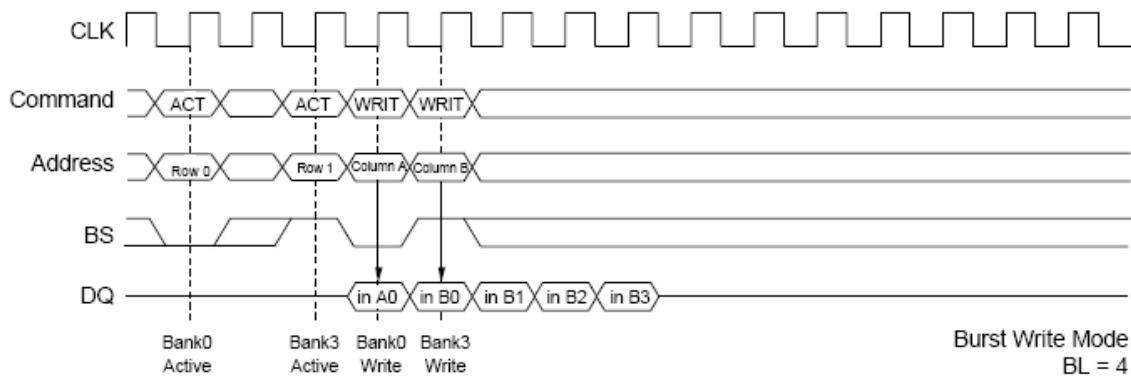 CLK
Command ACT ACT WRIT WRIT
Address Row 0 Row 1 Column A Column B
BS
DQ in A0 in B0 in B1 in B2 in B3
Bank0 Bank3 Bank0 Bank3
Active Active Write Write
Burst Write Mode
BL = 4